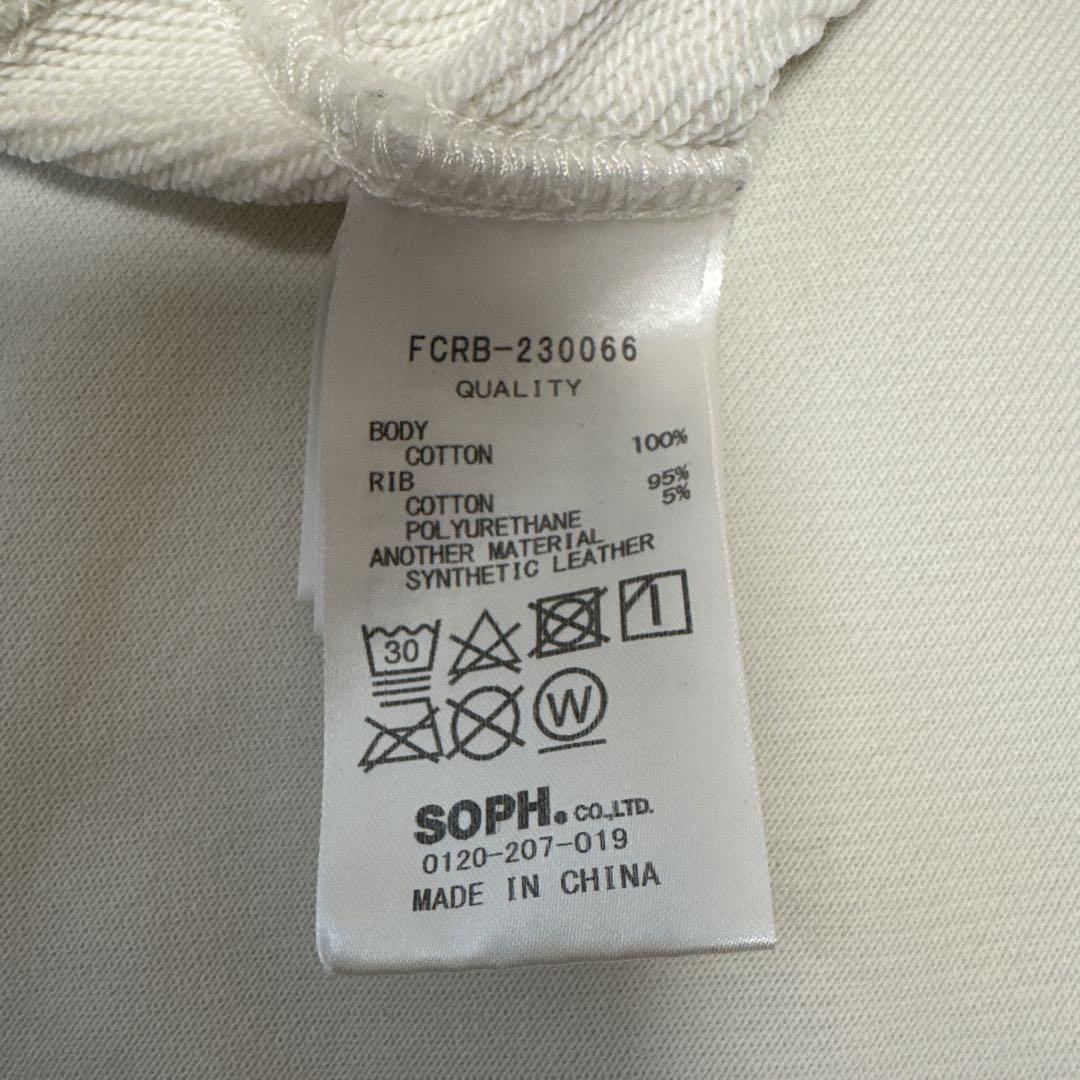 FCRB-230066
QUALITY
BODY
COTTON 100%
RIB
COTTON 95%
POLYURETHANE 5%
ANOTHER MATERIAL
SYNTHETIC LEATHER
30
W
SOPH. CO.,LTD.
0120-207-019
MADE IN CHINA